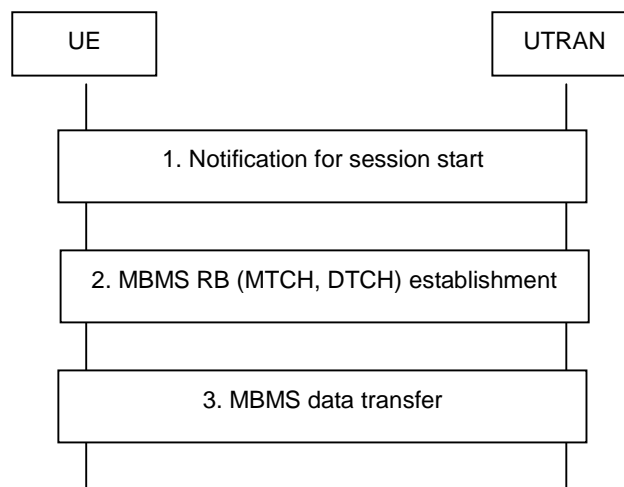 UE
UTRAN
1. Notification for session start
2. MBMS RB (MTCH, DTCH) establishment
3. MBMS data transfer